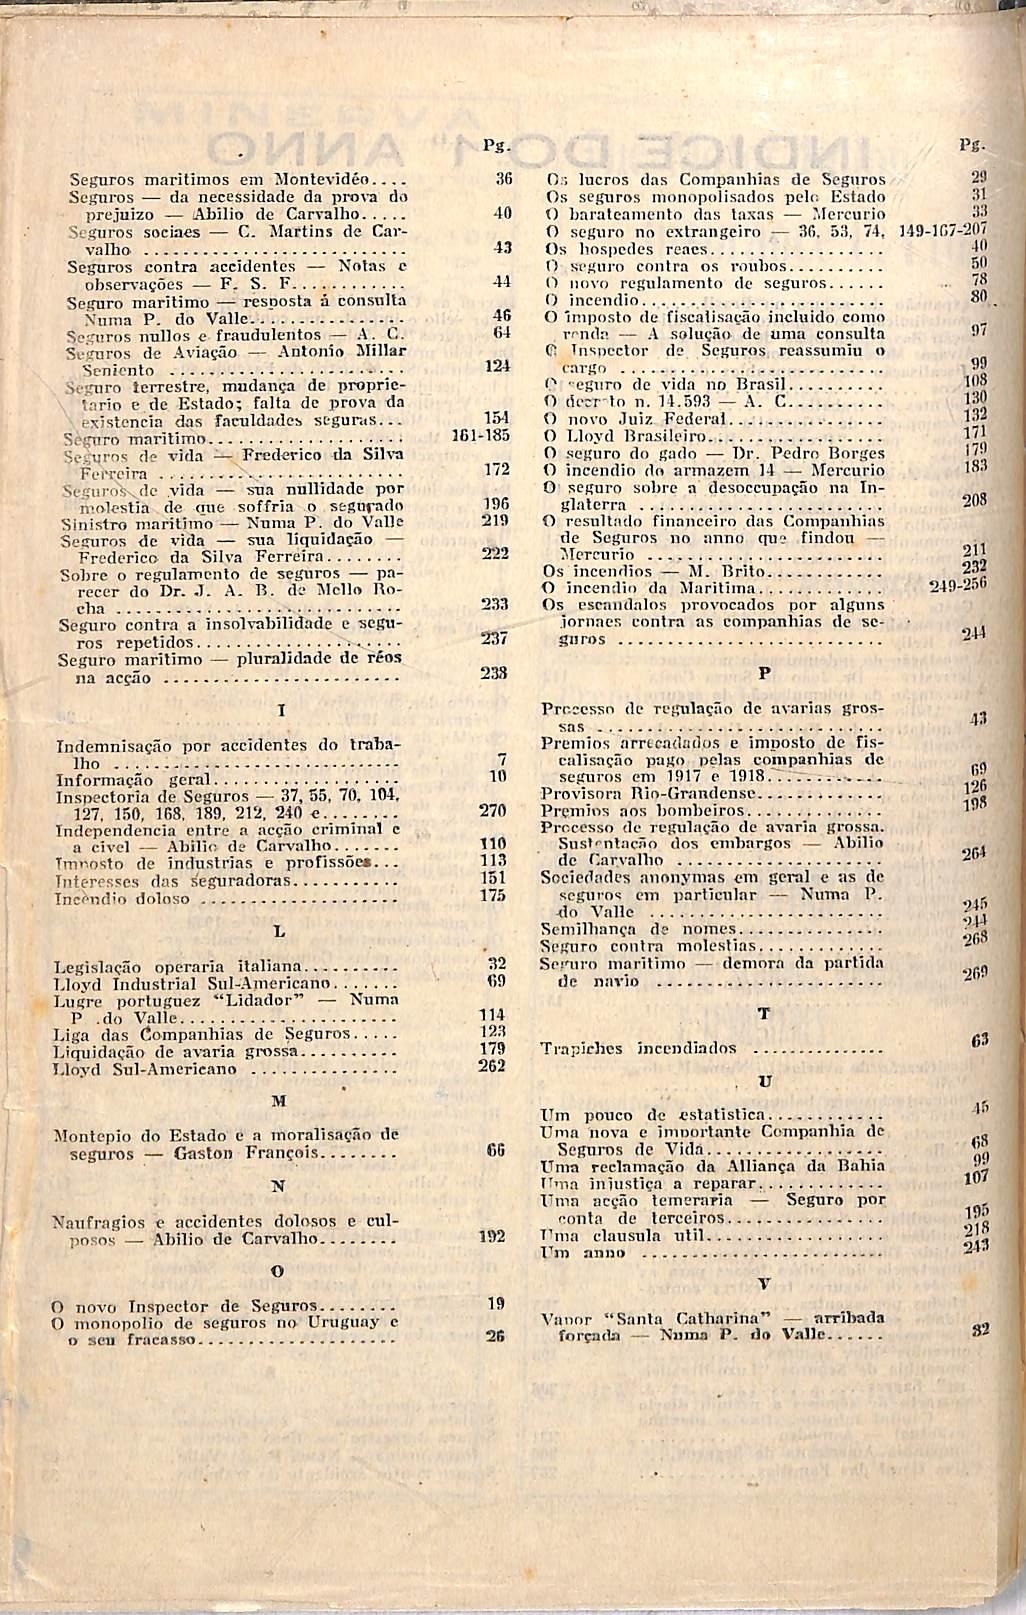 Pg.
Seguros maritimos em Montevidéo.... 36
Seguros — da necessidade da prova do
prejuizo — Abilio de Carvalho..... 40
Seguros sociaes — C. Martins de Car-
valho ........................... 43
Seguros contra accidentes — Notas e
observações — F. S. F............ 44
Seguro maritimo — resposta á consulta
Numa P. do Valle................ 46
Seguros nullos e fraudulentos — A. C. 64
Seguros de Aviação — Antonio Millar
Seniento ........................ 124
Seguro terrestre, mudança de proprie-
tario e de Estado; falta de prova da
existencia das faculdades seguras... 154
Seguro maritimo.................... 161-185
Seguros de vida — Frederico da Silva
Ferreira ........................ 172
Seguros de vida — sua nullidade por
molestia de que soffria o segurado 196
Sinistro maritimo — Numa P. do Valle 219
Seguros de vida — sua liquidação —
Frederico da Silva Ferreira........ 222
Sobre o regulamento de seguros — pa-
recer do Dr. J. A. B. de Mello Ro-
cha ............................. 233
Seguro contra a insolvabilidade e segu-
ros repetidos..................... 237
Seguro maritimo — pluralidade de réos
na acção ........................ 238
I
Indemnisação por accidentes do traba-
lho ............................. 7
Informação geral................... 10
Inspectoria de Seguros — 37, 55, 70, 104,
127, 150, 168, 189, 212, 240 e........ 270
Independencia entre a acção criminal e
a civel — Abilio de Carvalho....... 110
Imposto de industrias e profissões... 113
Interesses das seguradoras........... 151
Incendio doloso .................... 175
L
Legislação operaria italiana.......... 32
Lloyd Industrial Sul-Americano....... 69
Lugre portuguez “Lidador” — Numa
P .do Valle...................... 114
Liga das Companhias de Seguros..... 123
Liquidação de avaria grossa.......... 179
Lloyd Sul-Americano ............... 262
M
Montepio do Estado e a moralisação de
seguros — Gaston François........ 66
N
Naufragios e accidentes dolosos e cul-
posos — Abilio de Carvalho........ 192
O
O novo Inspector de Seguros........ 19
O monopolio de seguros no Uruguay e
o seu fracasso.................... 26
Pg.
Os lucros das Companhias de Seguros 29
Os seguros monopolisados pelo Estado 31
O barateamento das taxas — Mercurio 33
O seguro no extrangeiro — 36, 53, 74, 149-167-207
Os hospedes reaes.................. 40
O seguro contra os roubos.......... 50
O novo regulamento de seguros...... 78
O incendio......................... 80
O imposto de fiscalisação incluido como
renda — A solução de uma consulta 97
O Inspector de Seguros reassumiu o
cargo ........................... 99
O seguro de vida no Brasil.......... 108
O decreto n. 14.593 — A. C.......... 130
O novo Juiz Federal................ 132
O Lloyd Brasileiro.................. 171
O seguro do gado — Dr. Pedro Borges 179
O incendio do armazem 14 — Mercurio 183
O seguro sobre a desoccupação na In-
glaterra ......................... 208
O resultado financeiro das Companhias
de Seguros no anno que findou —
Mercurio ........................ 211
Os incendios — M. Brito............ 232
O incendio da Maritima............. 249-256
Os escandalos provocados por alguns
jornaes contra as companhias de se-
guros ........................... 244
P
Processo de regulação de avarias gros-
sas ............................. 43
Premios arrecadados e imposto de fis-
calisação pago pelas companhias de
seguros em 1917 e 1918............ 69
Provisora Rio-Grandense............. 126
Premios aos bombeiros.............. 198
Processo de regulação de avaria grossa.
Sustentação dos embargos — Abilio
de Carvalho ..................... 264
Sociedades anonymas em geral e as de
seguros em particular — Numa P.
do Valle ........................ 245
Semilhança de nomes............... 244
Seguro contra molestias............. 268
Seguro maritimo — demora da partida
de navio ........................ 269
T
Trapiches incendiados .............. 63
U
Um pouco de estatistica............ 45
Uma nova e importante Companhia de
Seguros de Vida.................. 68
Uma reclamação da Alliança da Bahia 99
Uma injustiça a reparar............. 107
Uma acção temeraria — Seguro por
conta de terceiros................ 195
Uma clausula util.................. 218
Um anno ......................... 243
V
Vapor “Santa Catharina” — arribada
forçada — Numa P. do Valle...... 82